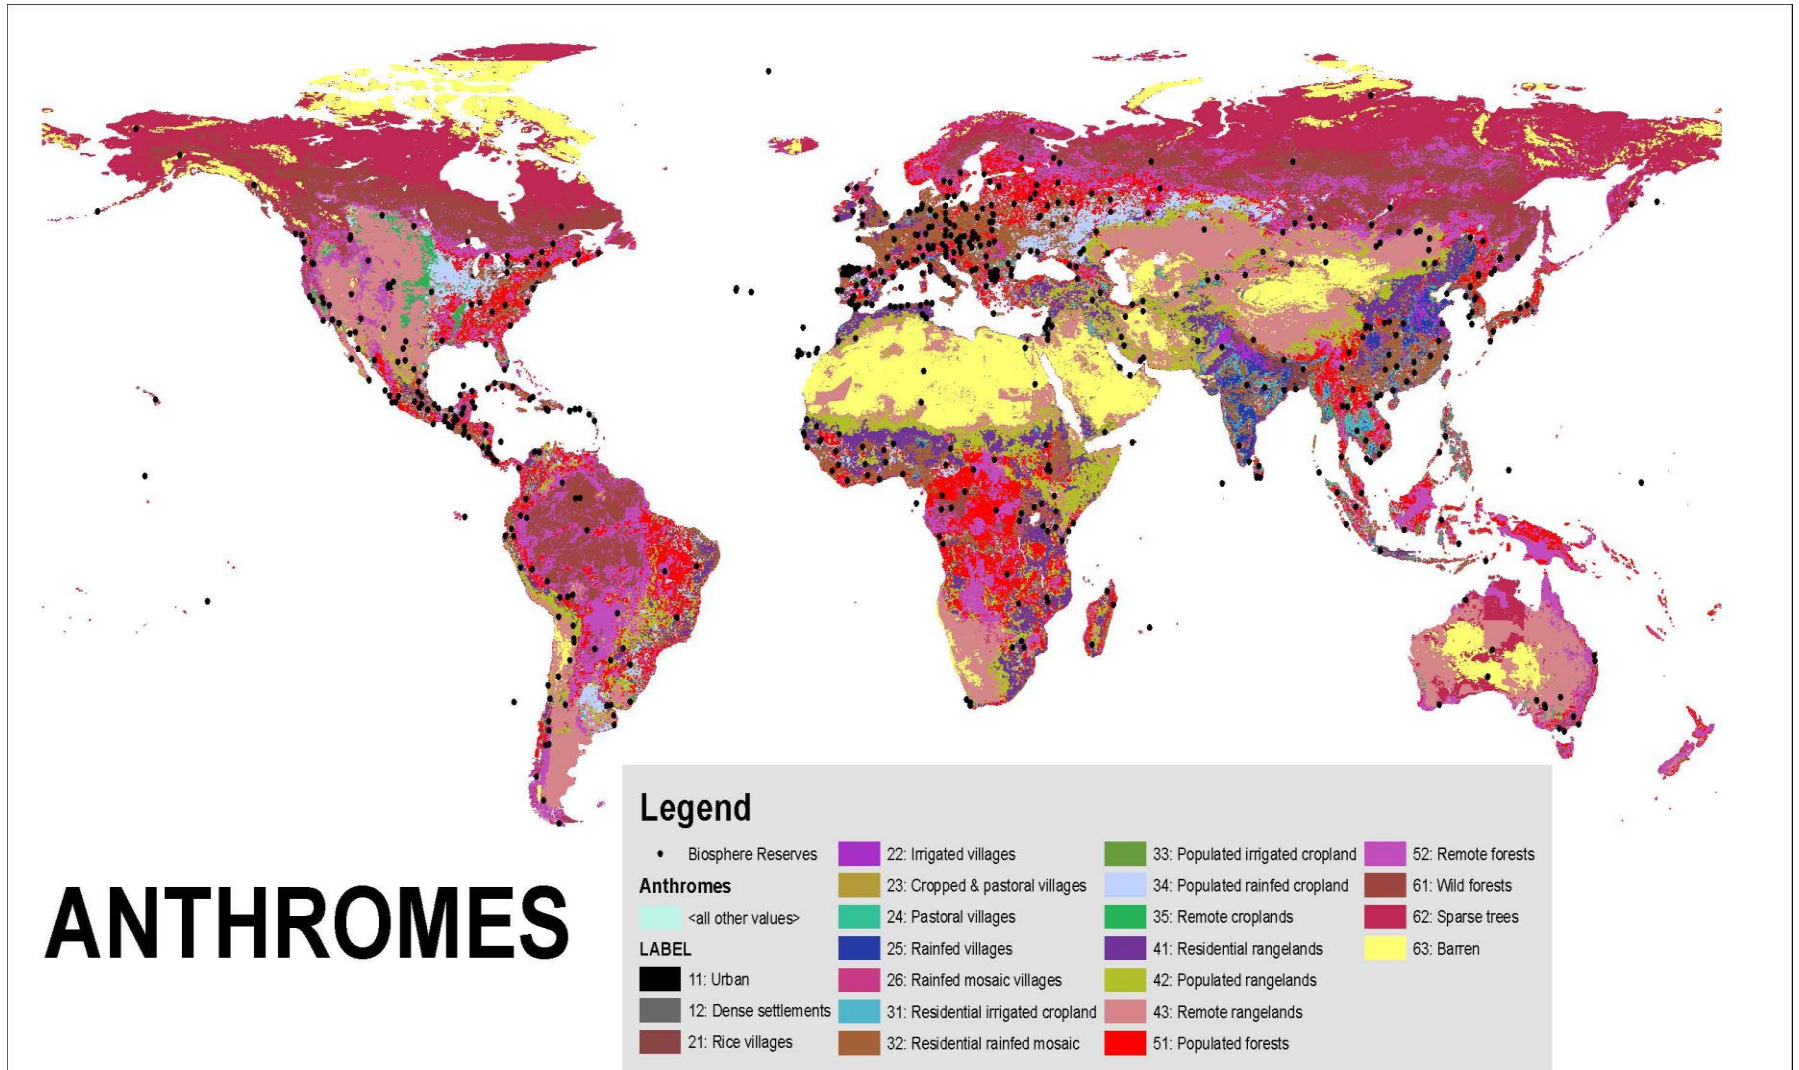 Legend
Biosphere Reserves
Anthromes
<all other values>
LABEL
11: Urban
12: Dense settlements
21: Rice villages
22: Irrigated villages
23: Cropped & pastoral villages
24: Pastoral villages
25: Rainfed villages
26: Rainfed mosaic villages
31: Residential irrigated cropland
32: Residential rainfed mosaic
33: Populated irrigated cropland
34: Populated rainfed cropland
35: Remote croplands
41: Residential rangelands
42: Populated rangelands
43: Remote rangelands
51: Populated forests
52: Remote forests
61: Wild forests
62: Sparse trees
63: Barren
ANTHROMES